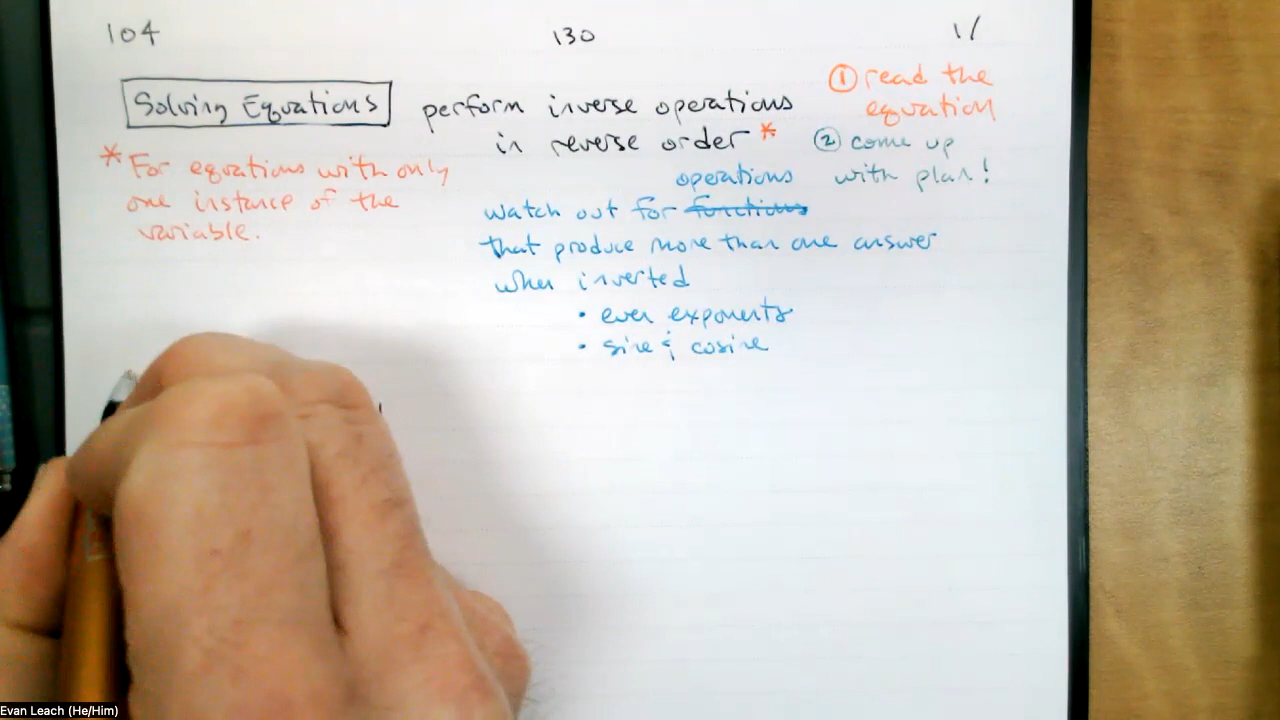 104 130 1/
Solving Equations perform inverse operations
in reverse order *
① read the
equation
② come up
with plan!
* For equations with only
one instance of the
variable.
operations
watch out for functions
that produce more than one answer
when inverted
• even exponents
• sine & cosine
Evan Leach (He/Him)